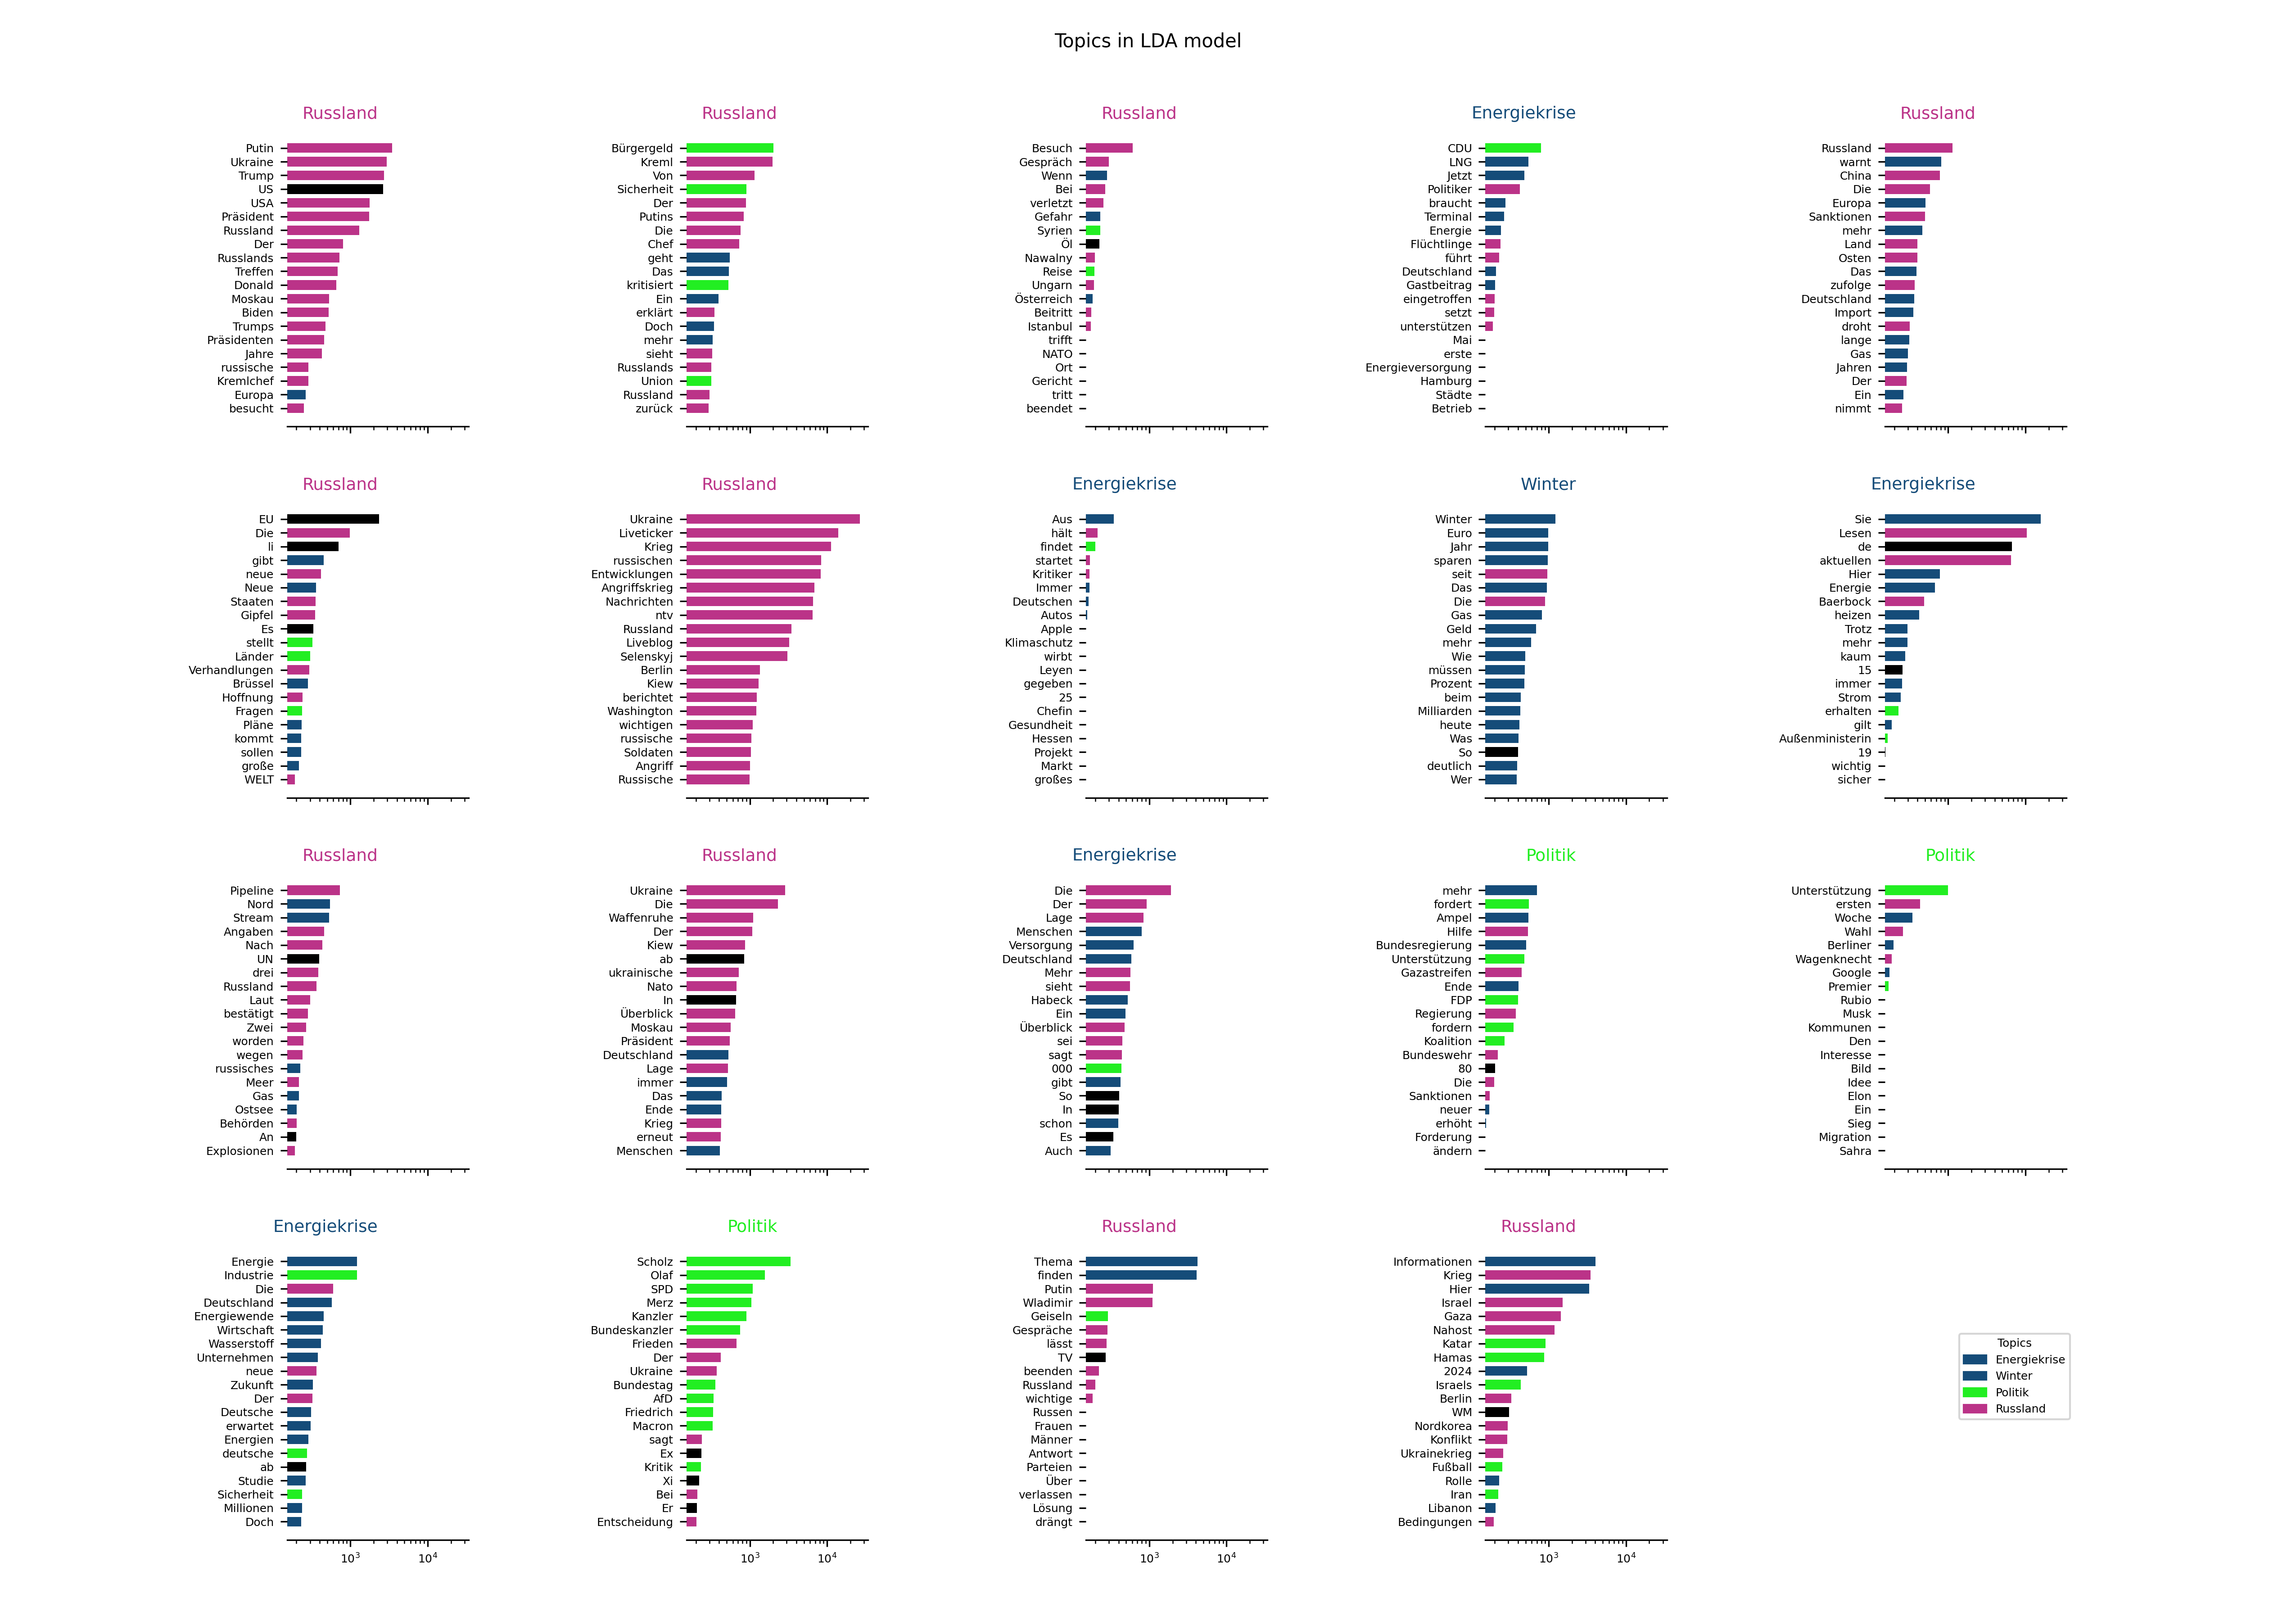 Topics in LDA model
Russland
Putin
Ukraine
Trump
US
USA
Präsident
Russland
Der
Russlands
Treffen
Donald
Moskau
Biden
Trumps
Präsidenten
Jahre
russische
Kremlchef
Europa
besucht
Russland
Bürgergeld
Kreml
Von
Sicherheit
Der
Putins
Die
Chef
geht
Das
kritisiert
Ein
erklärt
Doch
mehr
sieht
Russlands
Union
Russland
zurück
Russland
Besuch
Gespräch
Wenn
Bei
verletzt
Gefahr
Syrien
Öl
Nawalny
Reise
Ungarn
Österreich
Beitritt
Istanbul
trifft
NATO
Ort
Gericht
tritt
beendet
Energiekrise
CDU
LNG
Jetzt
Politiker
braucht
Terminal
Energie
Flüchtlinge
führt
Deutschland
Gastbeitrag
eingetroffen
setzt
unterstützen
Mai
erste
Energieversorgung
Hamburg
Städte
Betrieb
Russland
Russland
warnt
China
Die
Europa
Sanktionen
mehr
Land
Osten
Das
zufolge
Deutschland
Import
droht
lange
Gas
Jahren
Der
Ein
nimmt
Russland
EU
Die
li
gibt
neue
Neue
Staaten
Gipfel
Es
stellt
Länder
Verhandlungen
Brüssel
Hoffnung
Fragen
Pläne
kommt
sollen
große
WELT
Russland
Ukraine
Liveticker
Krieg
russischen
Entwicklungen
Angriffskrieg
Nachrichten
ntv
Russland
Liveblog
Selenskyj
Berlin
Kiew
berichtet
Washington
wichtigen
russische
Soldaten
Angriff
Russische
Energiekrise
Aus
hält
findet
startet
Kritiker
Immer
Deutschen
Autos
Apple
Klimaschutz
wirbt
Leyen
gegeben
25
Chefin
Gesundheit
Hessen
Projekt
Markt
großes
Winter
Winter
Euro
Jahr
sparen
seit
Das
Die
Gas
Geld
mehr
Wie
müssen
Prozent
beim
Milliarden
heute
Was
So
deutlich
Wer
Energiekrise
Sie
Lesen
de
aktuellen
Hier
Energie
Baerbock
heizen
Trotz
mehr
kaum
15
immer
Strom
erhalten
gilt
Außenministerin
19
wichtig
sicher
Russland
Pipeline
Nord
Stream
Angaben
Nach
UN
drei
Russland
Laut
bestätigt
Zwei
worden
wegen
russisches
Meer
Gas
Ostsee
Behörden
An
Explosionen
Russland
Ukraine
Die
Waffenruhe
Der
Kiew
ab
ukrainische
Nato
In
Überblick
Moskau
Präsident
Deutschland
Lage
immer
Das
Ende
Krieg
erneut
Menschen
Energiekrise
Die
Der
Lage
Menschen
Versorgung
Deutschland
Mehr
sieht
Habeck
Ein
Überblick
sei
sagt
000
gibt
So
In
schon
Es
Auch
Politik
mehr
fordert
Ampel
Hilfe
Bundesregierung
Unterstützung
Gazastreifen
Ende
FDP
Regierung
fordern
Koalition
Bundeswehr
80
Die
Sanktionen
neuer
erhöht
Forderung
ändern
Politik
Unterstützung
ersten
Woche
Wahl
Berliner
Wagenknecht
Google
Premier
Rubio
Musk
Kommunen
Den
Interesse
Bild
Idee
Elon
Ein
Sieg
Migration
Sahra
Energiekrise
Energie
Industrie
Die
Deutschland
Energiewende
Wirtschaft
Wasserstoff
Unternehmen
neue
Zukunft
Der
Deutsche
erwartet
Energien
deutsche
ab
Studie
Sicherheit
Millionen
Doch
10³ 10⁴
Politik
Scholz
Olaf
SPD
Merz
Kanzler
Bundeskanzler
Frieden
Der
Ukraine
Bundestag
AfD
Friedrich
Macron
sagt
Ex
Kritik
Xi
Bei
Er
Entscheidung
10³ 10⁴
Russland
Thema
finden
Putin
Wladimir
Geiseln
Gespräche
lässt
TV
beenden
Russland
wichtige
Russen
Frauen
Männer
Antwort
Parteien
Über
verlassen
Lösung
drängt
10³ 10⁴
Russland
Informationen
Krieg
Hier
Israel
Gaza
Nahost
Katar
Hamas
2024
Israels
Berlin
WM
Nordkorea
Konflikt
Ukrainekrieg
Fußball
Rolle
Iran
Libanon
Bedingungen
10³ 10⁴
Topics
Energiekrise
Winter
Politik
Russland